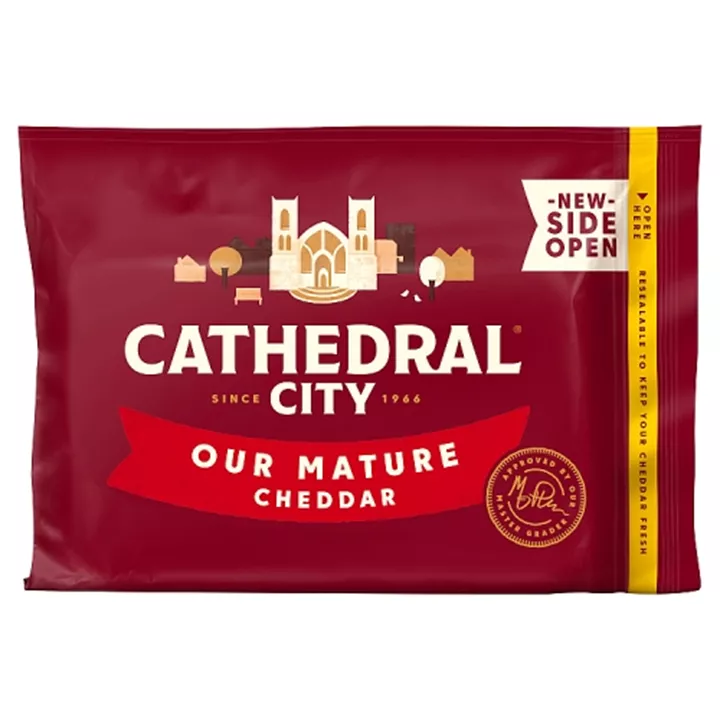 -NEW-
SIDE
OPEN
OPEN
HERE
RESEALABLE TO KEEP YOUR CHEDDAR FRESH
CATHEDRAL®
SINCE CITY 1966
OUR MATURE
CHEDDAR
APPROVED BY OUR
MASTER GRADER